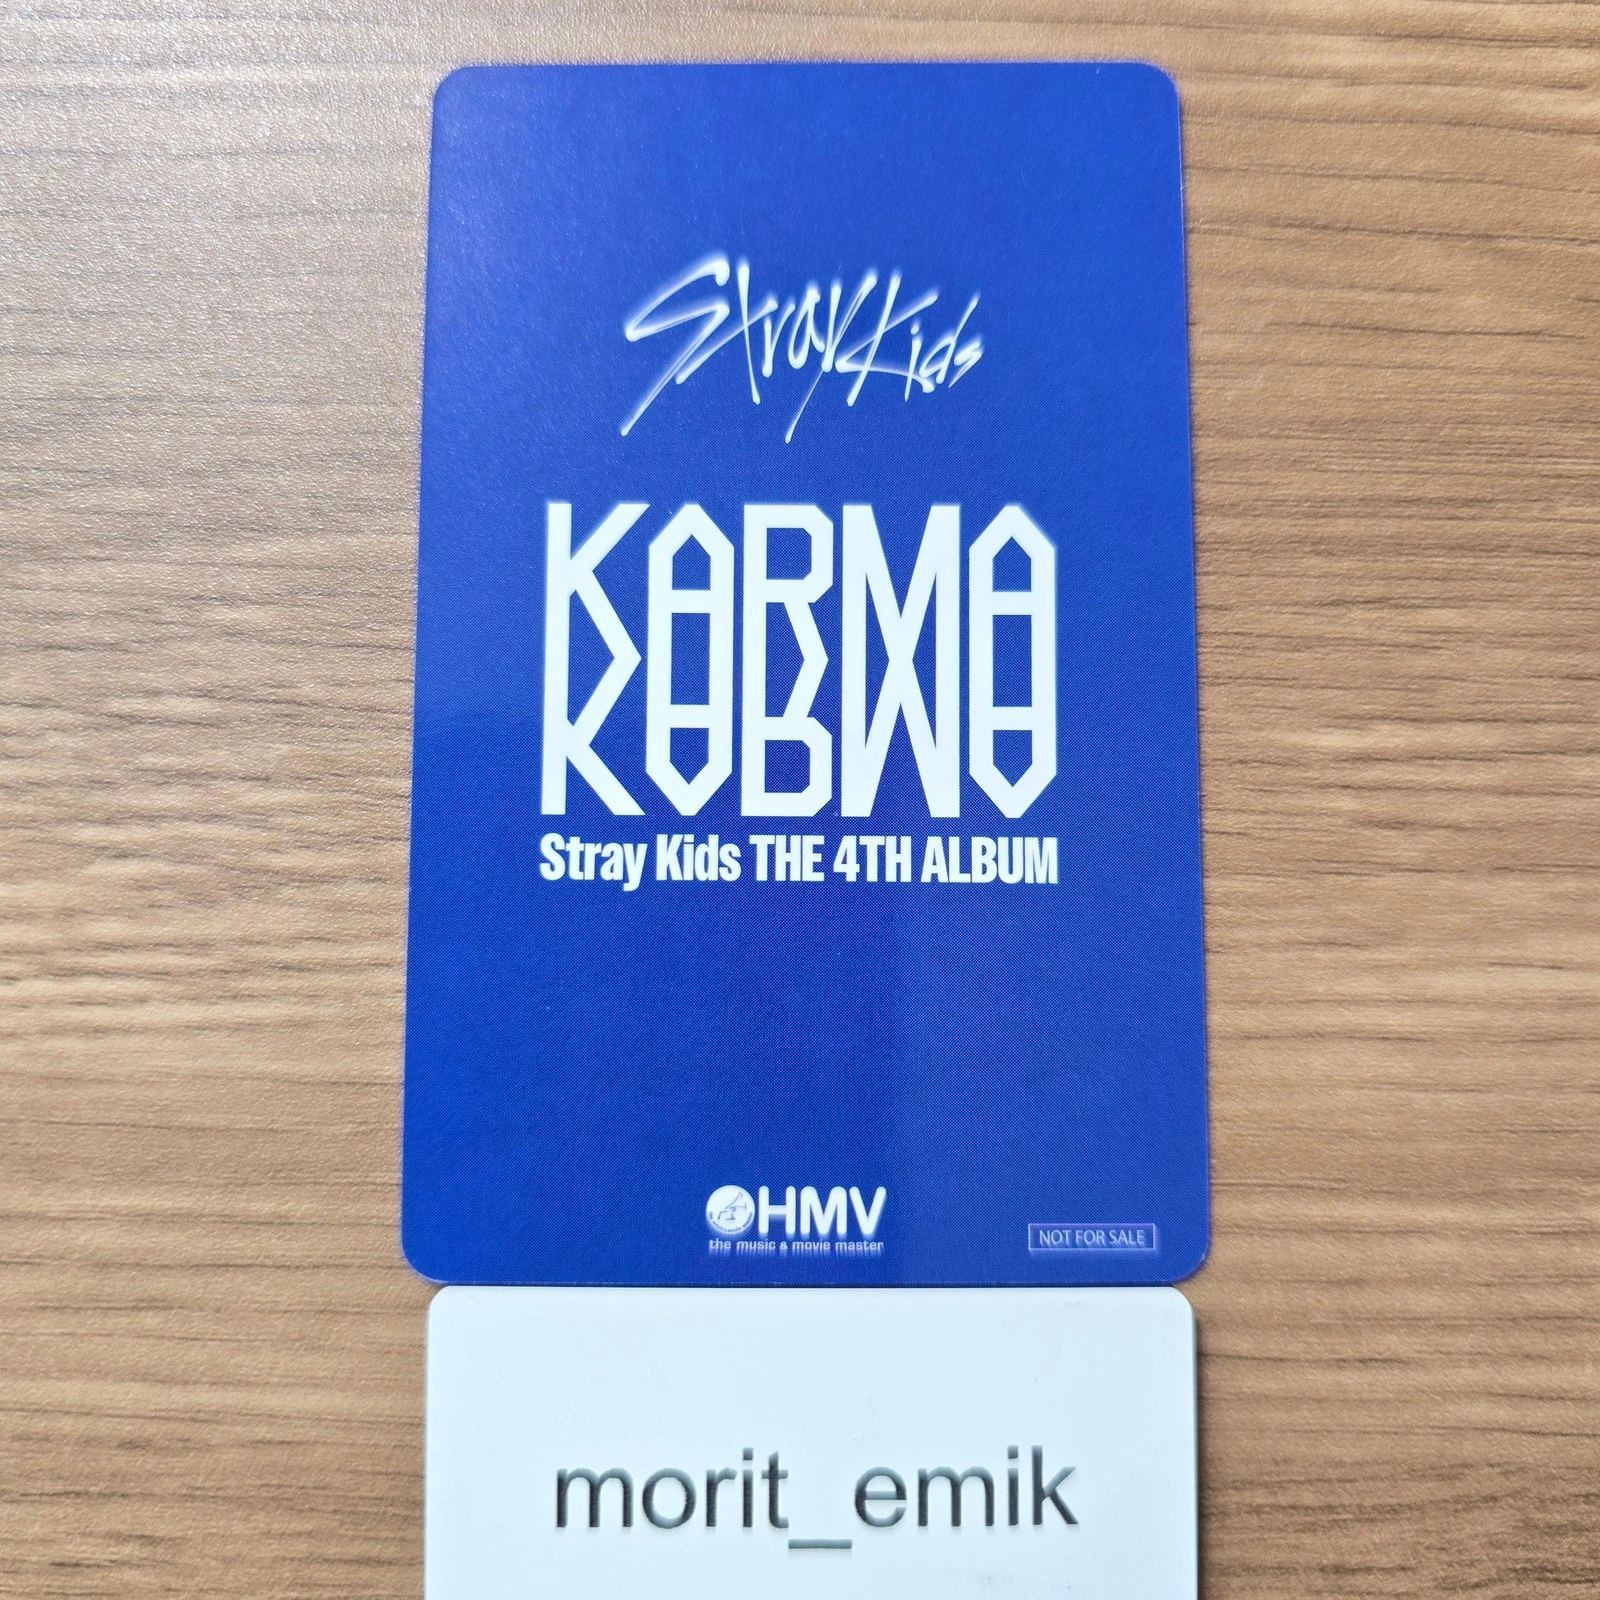 Stray Kids
KARMA
Stray Kids THE 4TH ALBUM
HMV
the music & movie master
NOT FOR SALE
morit_emik